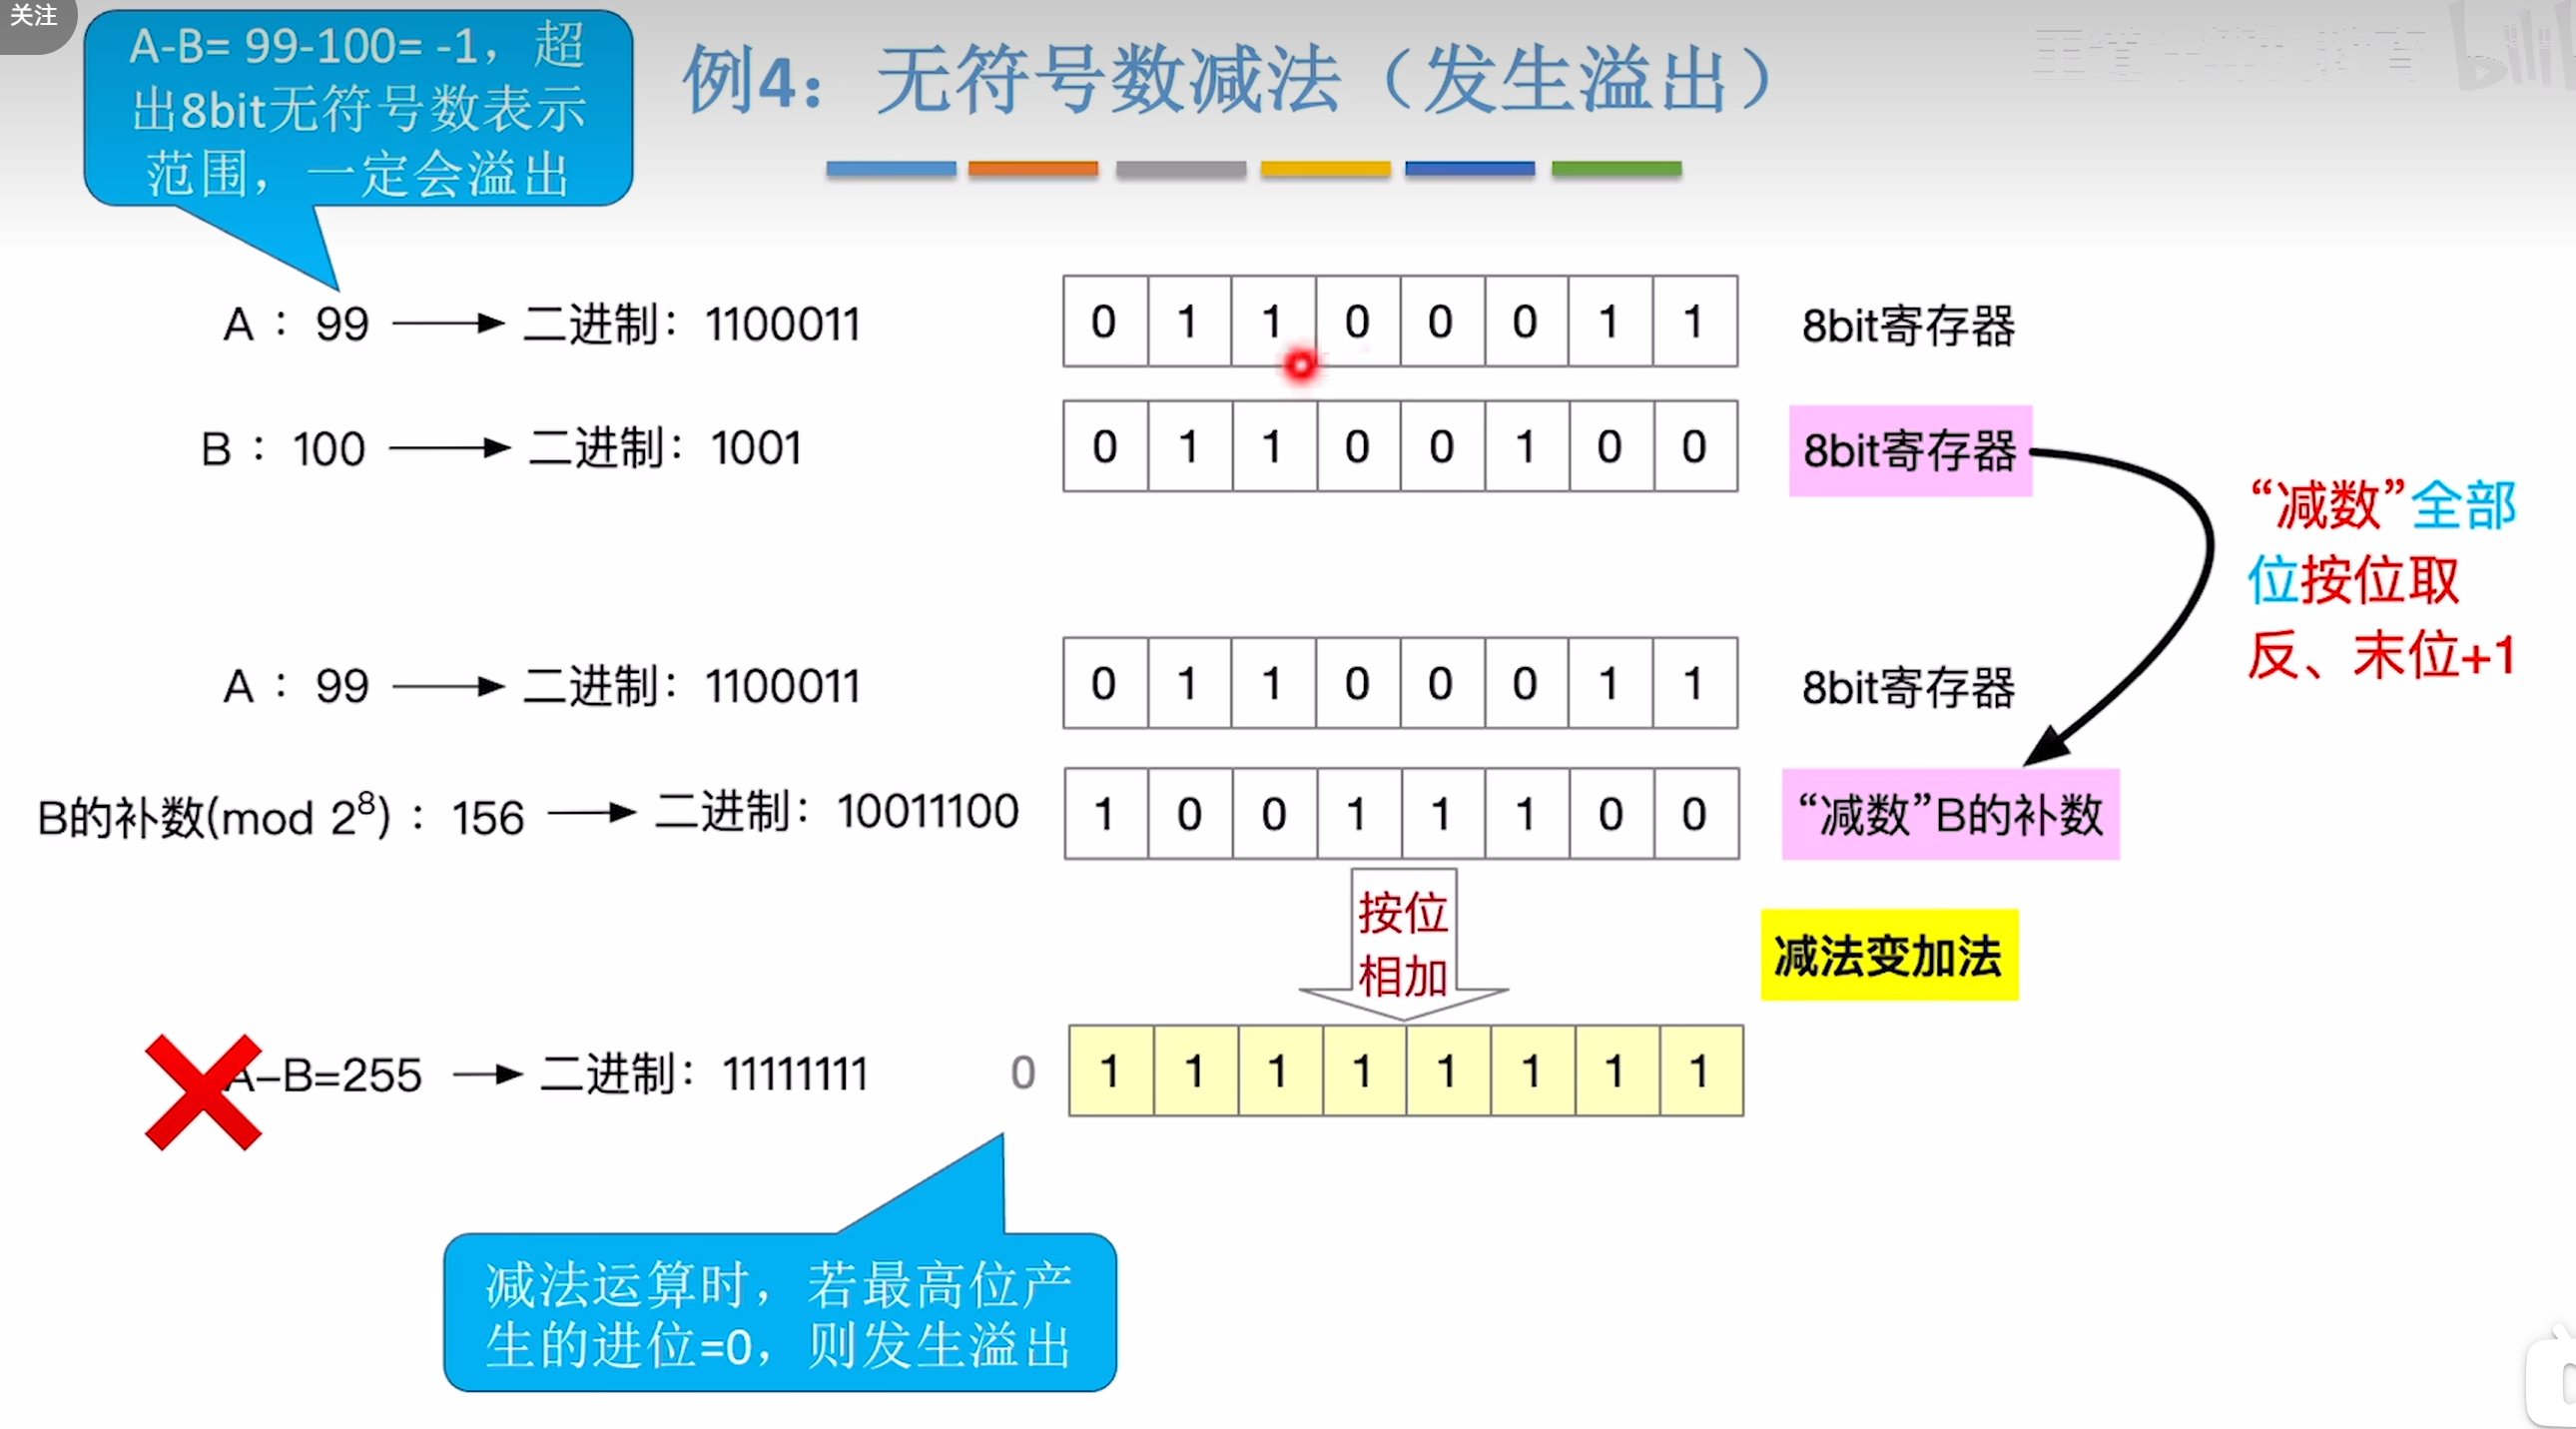 关注
A-B= 99-100= -1，超
出8bit无符号数表示
范围，一定会溢出
例4：无符号数减法（发生溢出）
A： 99 二进制：1100011 0 1 1 0 0 0 1 1 8bit寄存器
B： 100 二进制：1001 0 1 1 0 0 1 0 0 8bit寄存器
“减数”全部
位按位取
反、末位+1
A： 99 二进制：1100011 0 1 1 0 0 0 1 1 8bit寄存器
B的补数(mod 2⁸)： 156 二进制：10011100 1 0 0 1 1 1 0 0 “减数”B的补数
按位
相加
减法变加法
A–B=255 二进制：11111111 0 1 1 1 1 1 1 1 1
减法运算时，若最高位产
生的进位=0，则发生溢出